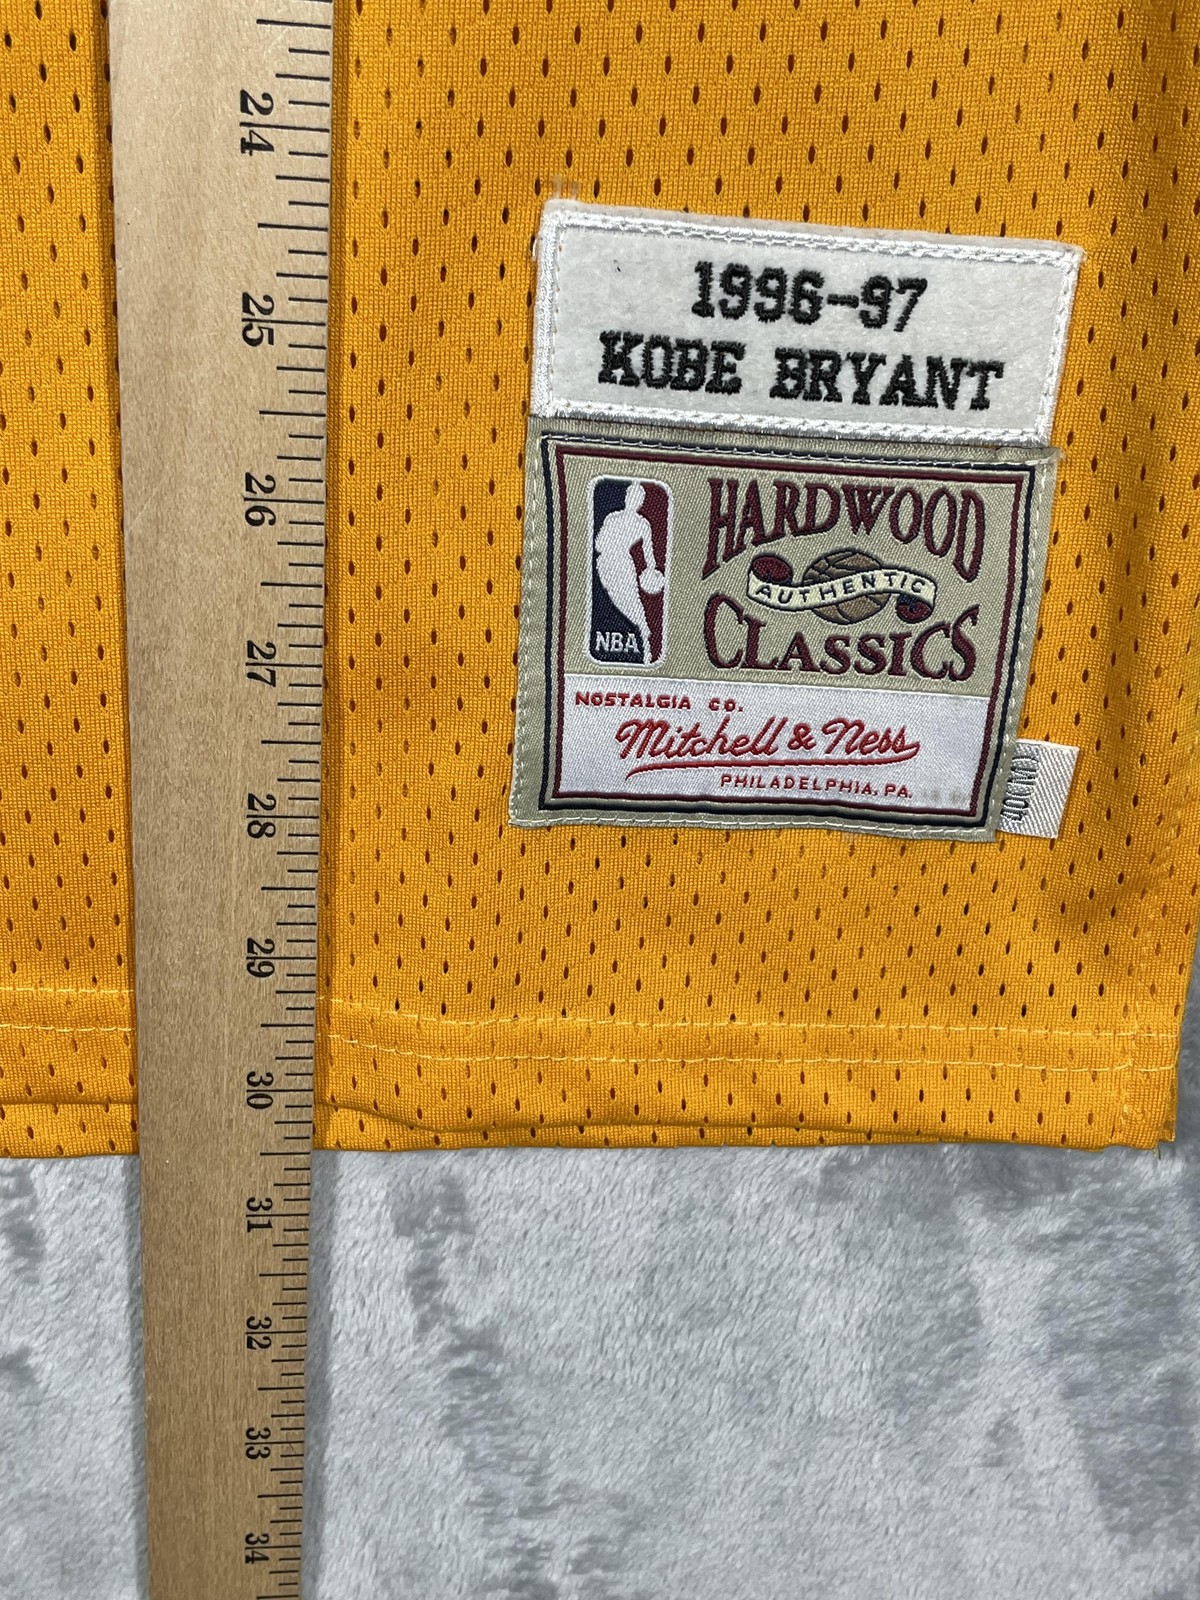 24
25
26
27
28
29
30
31
32
33
34
1996-97
KOBE BRYANT
HARDWOOD
AUTHENTIC
CLASSICS
NBA
NOSTALGIA CO.
Mitchell & Ness
PHILADELPHIA, PA.